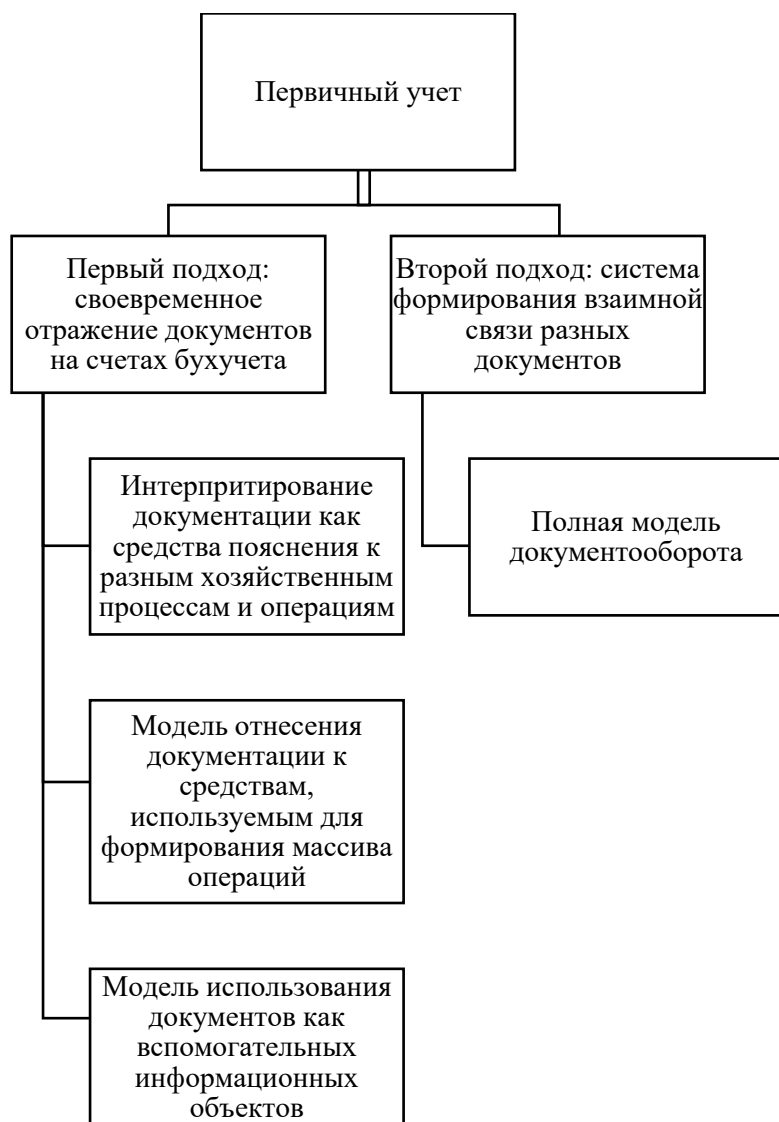 Первичный учет
Первый подход:
своевременное
отражение документов
на счетах бухучета
Второй подход: система
формирования взаимной
связи разных
документов
Интерпритирование
документации как
средства пояснения к
разным хозяйственным
процессам и операциям
Полная модель
документооборота
Модель отнесения
документации к
средствам,
используемым для
формирования массива
операций
Модель использования
документов как
вспомогательных
информационных
объектов